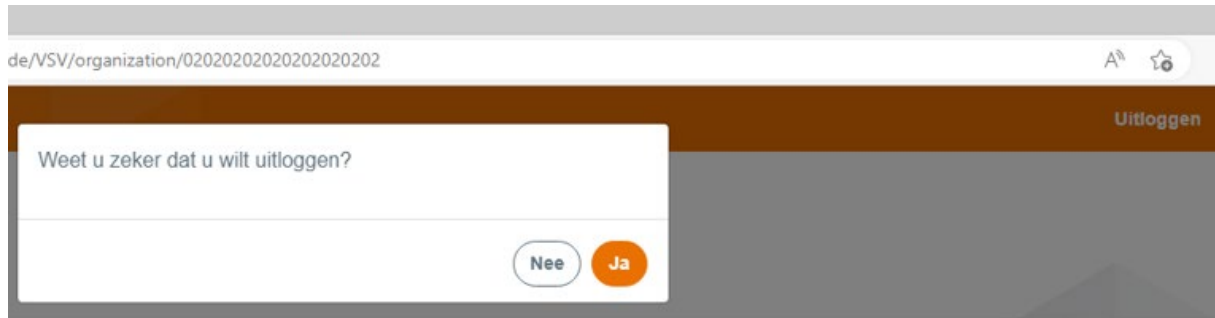 de/VSV/organization/02020202020202020202
Uitloggen
Weet u zeker dat u wilt uitloggen?
Nee
Ja